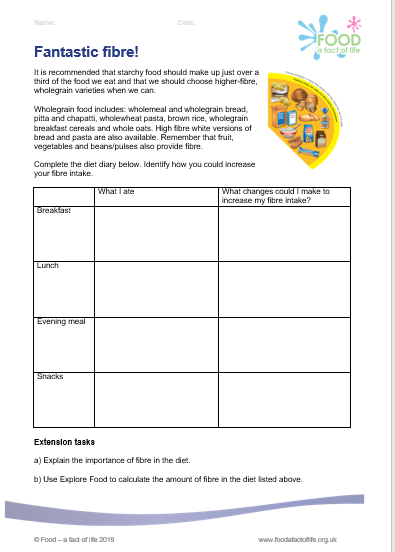 Name:
Date:
FOOD
a fact of life
Fantastic fibre!
It is recommended that starchy food should make up just over a
third of the food we eat and that we should choose higher-fibre,
wholegrain varieties when we can.
Wholegrain food includes: wholemeal and wholegrain bread,
pitta and chapatti, wholewheat pasta, brown rice, wholegrain
breakfast cereals and whole oats. High fibre white versions of
bread and pasta are also available. Remember that fruit,
vegetables and beans/pulses also provide fibre.
Complete the diet diary below. Identify how you could increase
your fibre intake.
What I ate
What changes could I make to
increase my fibre intake?
Breakfast
Lunch
Evening meal
Snacks
Extension tasks
a) Explain the importance of fibre in the diet.
b) Use Explore Food to calculate the amount of fibre in the diet listed above.
© Food – a fact of life 2019
www.foodafactoflife.org.uk